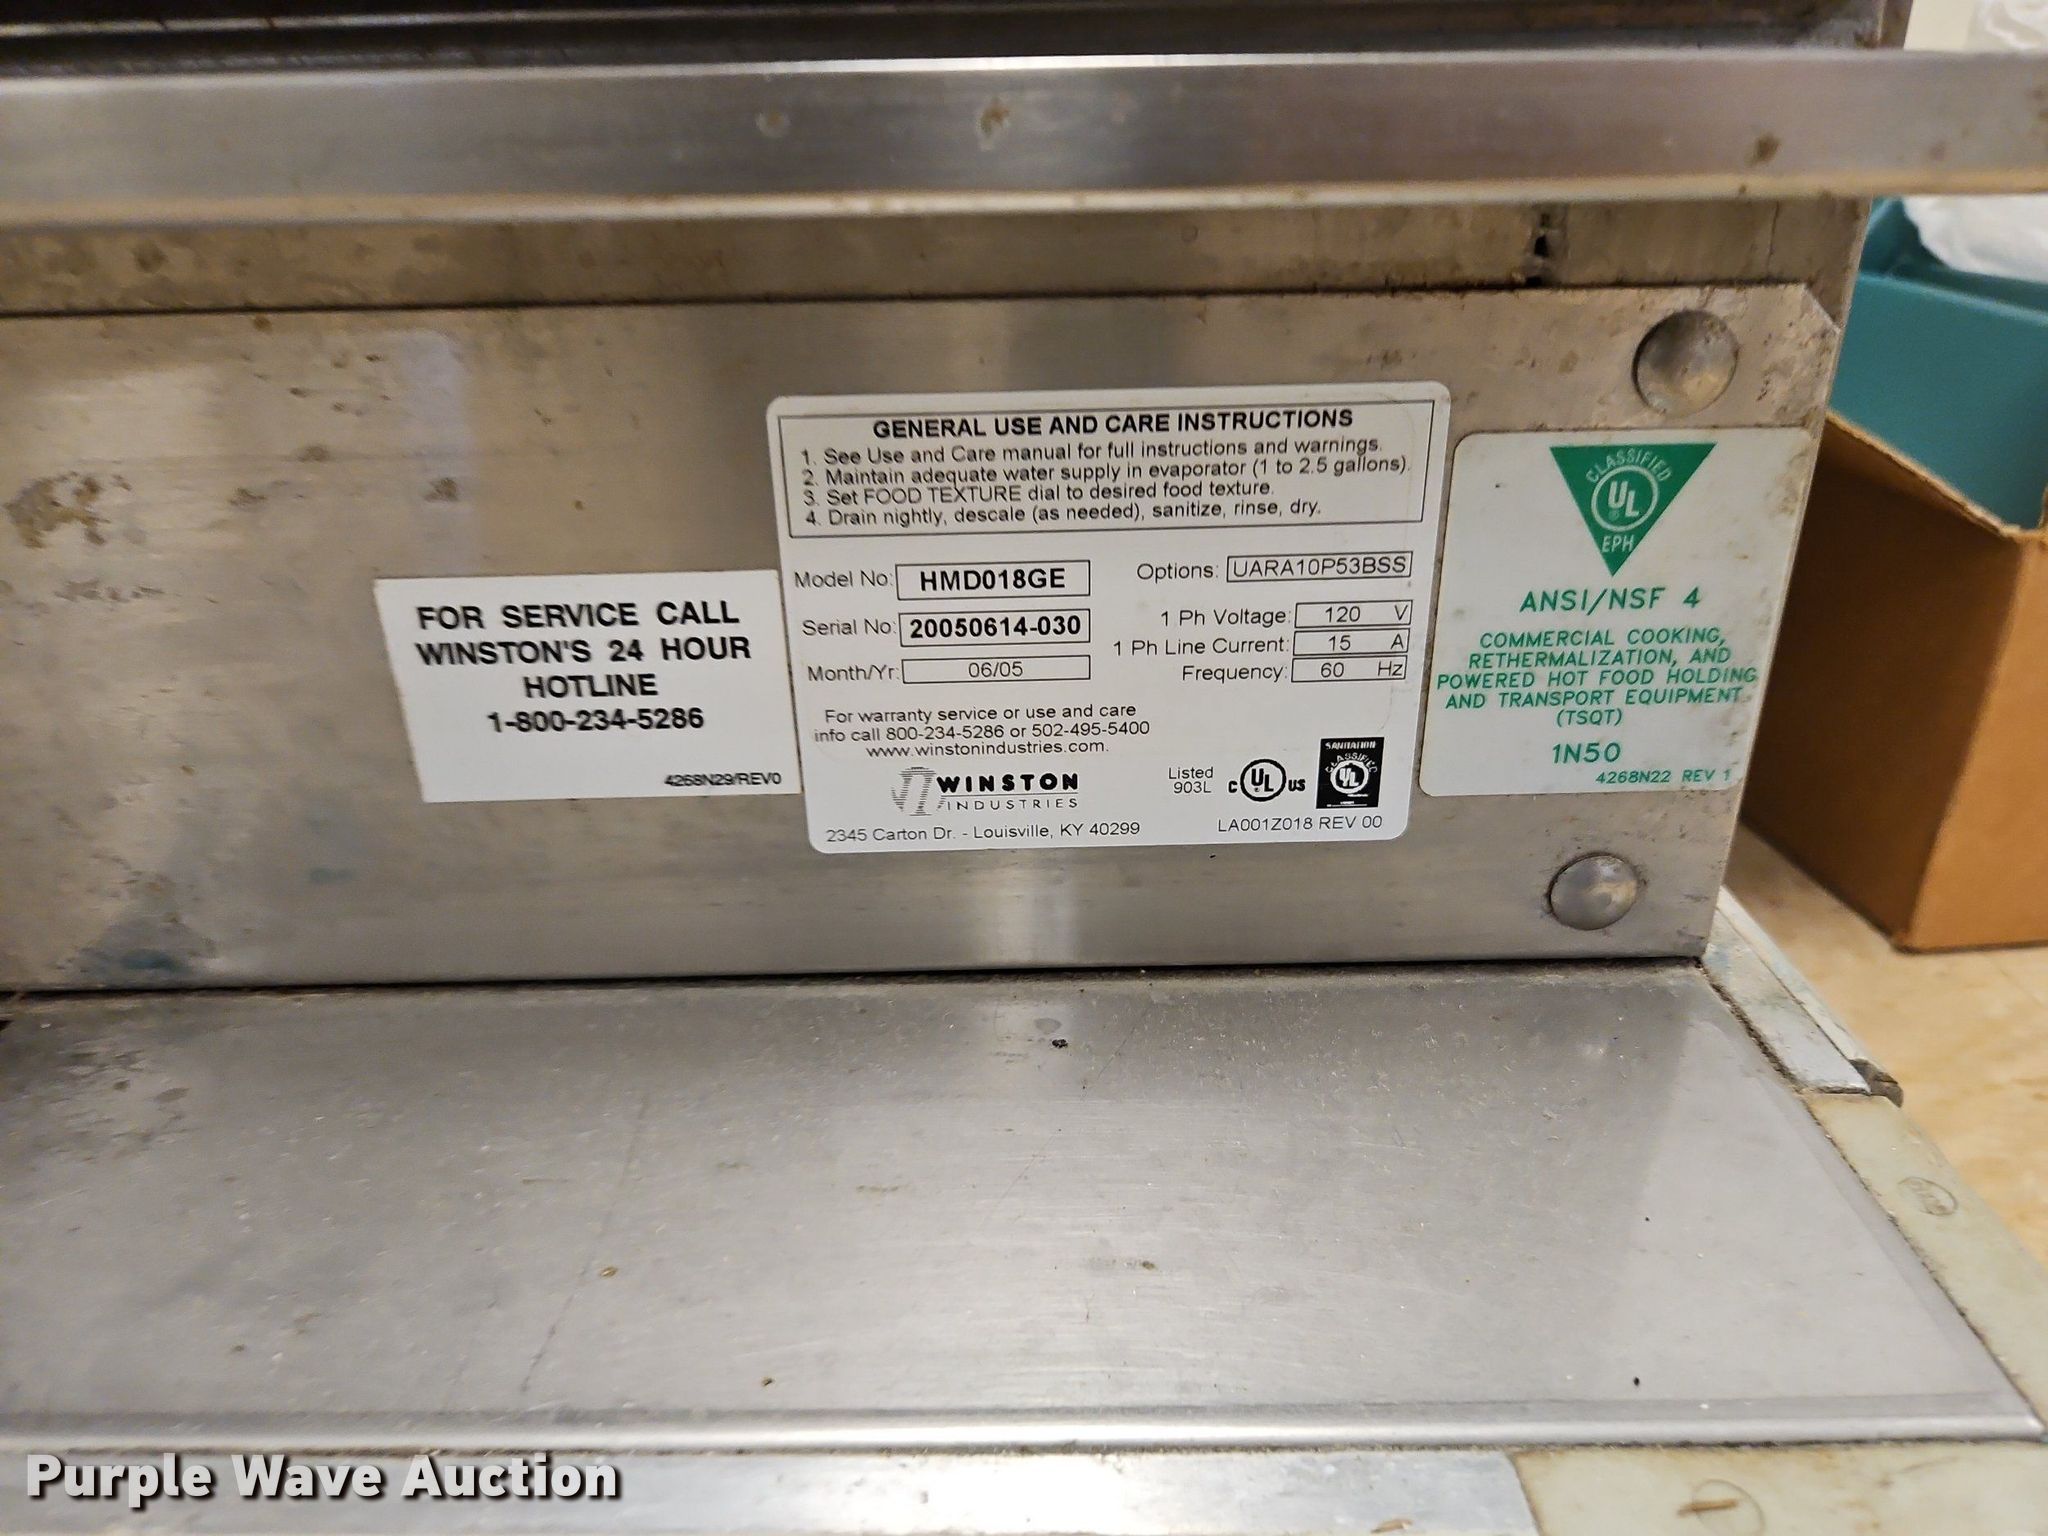 GENERAL USE AND CARE INSTRUCTIONS
1. See Use and Care manual for full instructions and warnings.
2. Maintain adequate water supply in evaporator (1 to 2.5 gallons).
3. Set FOOD TEXTURE dial to desired food texture.
4. Drain nightly, descale (as needed), sanitize, rinse, dry.
Model No: HMD018GE
Serial No: 20050614-030
Month/Yr: 06/05
Options: UARA10P53BSS
1 Ph Voltage: 120 V
1 Ph Line Current: 15 A
Frequency: 60 Hz
For warranty service or use and care
info call 800-234-5286 or 502-495-5400
www.winstonindustries.com.
WINSTON
INDUSTRIES
2345 Carton Dr. - Louisville, KY 40299
Listed
903L
C UL US
SANITATION
CLASSIFIED
UL
LA001Z018 REV 00
FOR SERVICE CALL
WINSTON'S 24 HOUR
HOTLINE
1-800-234-5286
4268N29/REV0
CLASSIFIED
UL
EPH
ANSI/NSF 4
COMMERCIAL COOKING,
RETHERMALIZATION, AND
POWERED HOT FOOD HOLDING
AND TRANSPORT EQUIPMENT.
(TSQT)
1N50
4268N22 REV 1
Purple Wave Auction